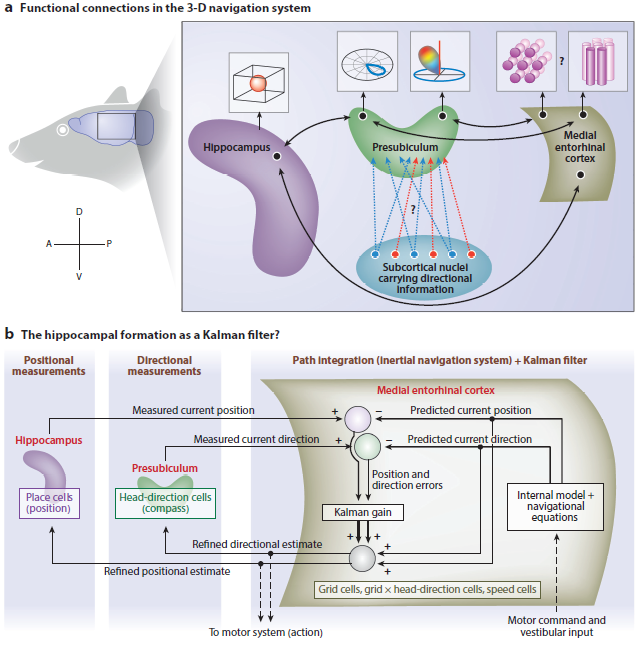 a Functional connections in the 3-D navigation system
?
Hippocampus
Presubiculum
Medial
entorhinal
cortex
D
A
P
V
?
Subcortical nuclei
carrying directional
information
b The hippocampal formation as a Kalman filter?
Positional
measurements
Directional
measurements
Path integration (inertial navigation system) + Kalman filter
Medial entorhinal cortex
Measured current position
+
−
Predicted current position
Hippocampus
Measured current direction
+
−
Predicted current direction
Presubiculum
Position and
direction errors
Place cells
(position)
Head-direction cells
(compass)
Kalman gain
Internal model +
navigational
equations
+
+
Refined directional estimate
+
Refined positional estimate
+
Grid cells, grid × head-direction cells, speed cells
To motor system (action)
Motor command and
vestibular input